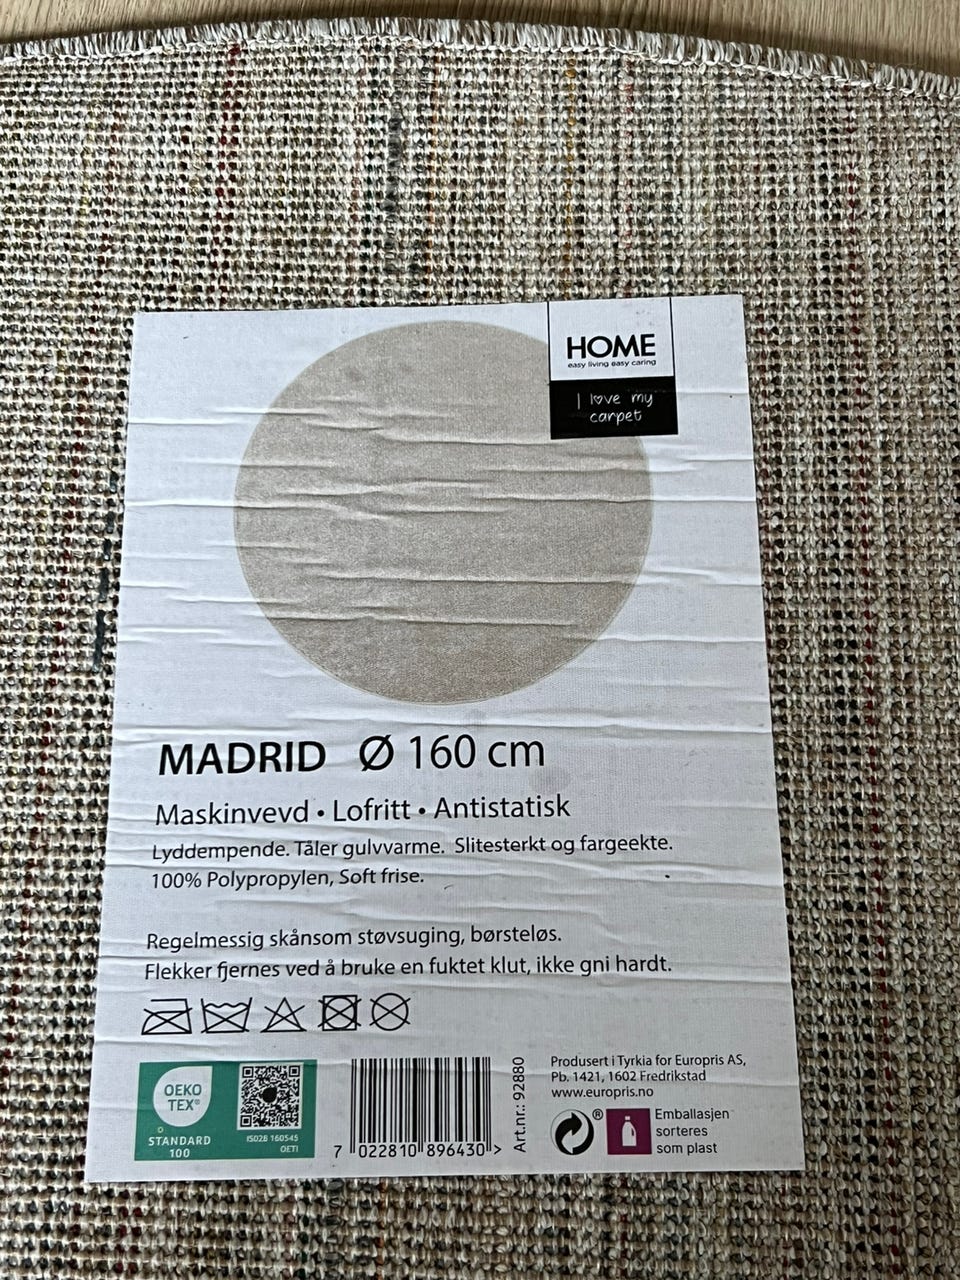 HOME
easy living easy caring
I love my
carpet
MADRID Ø 160 cm
Maskinvevd • Lofritt • Antistatisk
Lyddempende. Tåler gulvvarme. Slitesterkt og fargeekte.
100% Polypropylen, Soft frise.
Regelmessig skånsom støvsuging, børsteløs.
Flekker fjernes ved å bruke en fuktet klut, ikke gni hardt.
OEKO
TEX®
STANDARD
100
IS02B 160545
OETI
7 022810 896430 >
Art.nr.: 92880
Produsert i Tyrkia for Europris AS,
Pb. 1421, 1602 Fredrikstad
www.europris.no
®
Emballasjen
sorteres
som plast